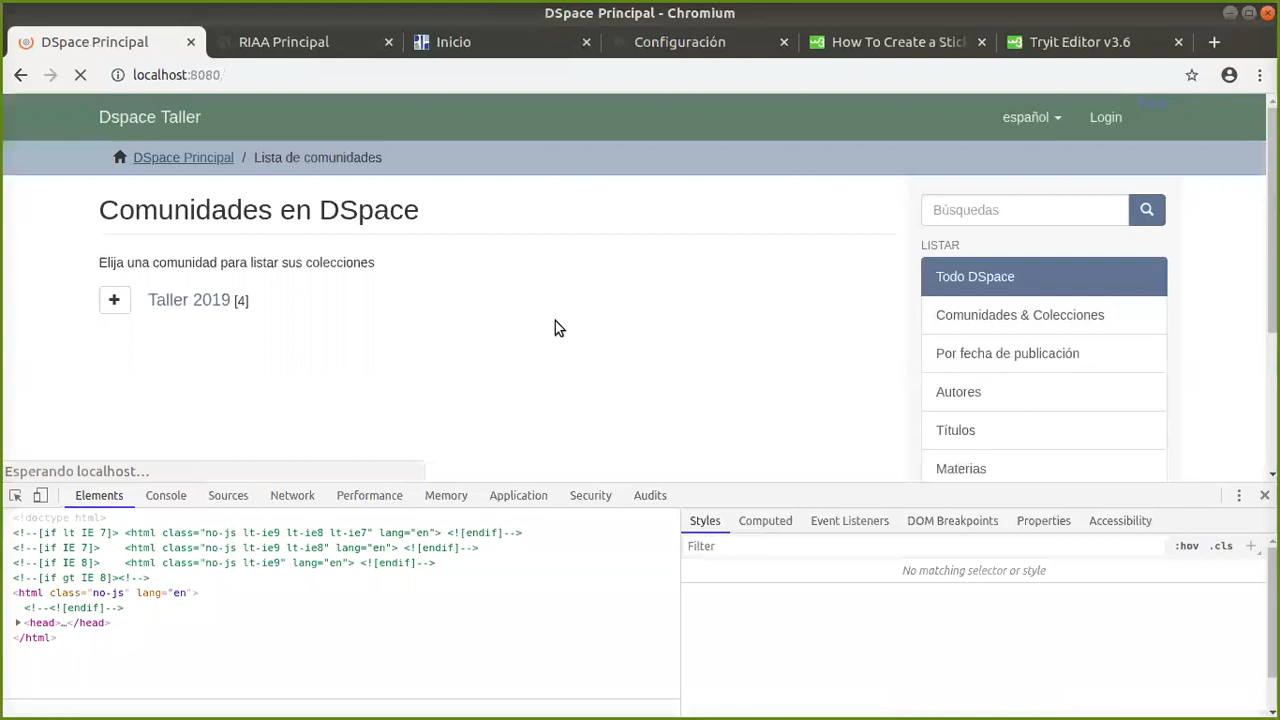 DSpace Principal - Chromium
DSpace Principal
RIAA Principal
Inicio
Configuración
How To Create a Stick
Tryit Editor v3.6
localhost:8080/
Dspace Taller
español
Login
DSpace Principal / Lista de comunidades
Comunidades en DSpace
Búsquedas
LISTAR
Elija una comunidad para listar sus colecciones
Todo DSpace
Taller 2019 [4]
Comunidades & Colecciones
Por fecha de publicación
Autores
Títulos
Materias
Esperando localhost…
Elements Console Sources Network Performance Memory Application Security Audits
<!doctype html>
<!--[if lt IE 7]> <html class="no-js lt-ie9 lt-ie8 lt-ie7" lang="en"> <![endif]-->
<!--[if IE 7]>    <html class="no-js lt-ie9 lt-ie8" lang="en"> <![endif]-->
<!--[if IE 8]>    <html class="no-js lt-ie9" lang="en"> <![endif]-->
<!--[if gt IE 8]><!-->
<html class="no-js" lang="en">
<!--<![endif]-->
<head>…</head>
</html>
Styles Computed Event Listeners DOM Breakpoints Properties Accessibility
Filter
:hov .cls
No matching selector or style